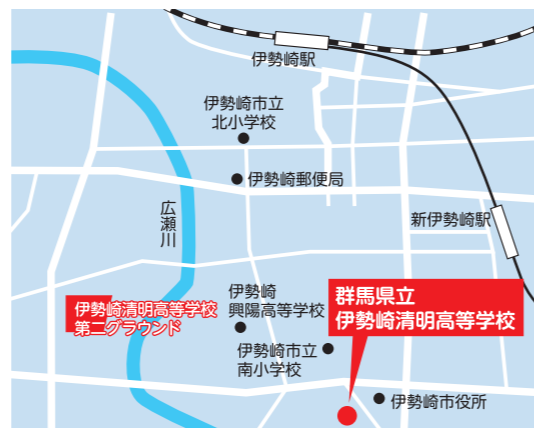 伊勢崎駅
伊勢崎市立
北小学校
伊勢崎郵便局
広瀬川
新伊勢崎駅
伊勢崎清明高等学校
第二グラウンド
伊勢崎
興陽高等学校
群馬県立
伊勢崎清明高等学校
伊勢崎市立
南小学校
伊勢崎市役所